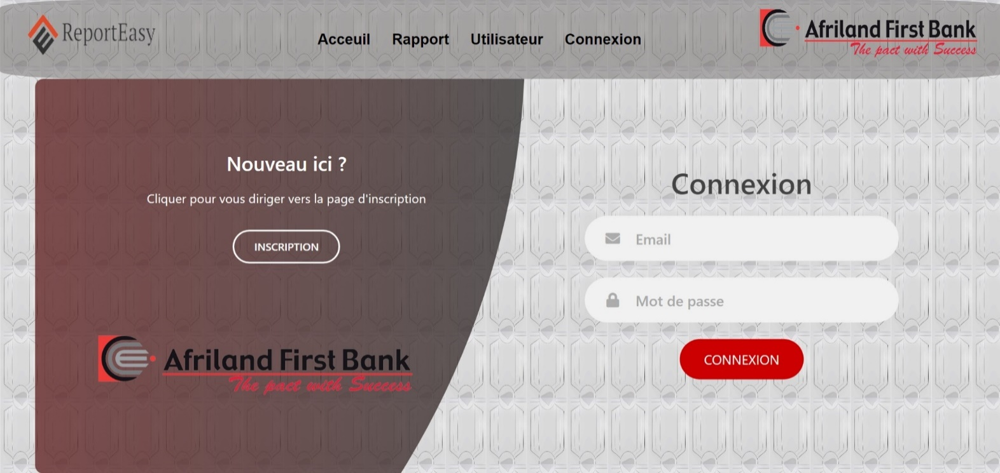 ReportEasy
Acceuil Rapport Utilisateur Connexion
Afriland First Bank
The pact with Success
Nouveau ici ?
Cliquer pour vous diriger vers la page d'inscription
INSCRIPTION
Afriland First Bank
The pact with Success
Connexion
Email
Mot de passe
CONNEXION